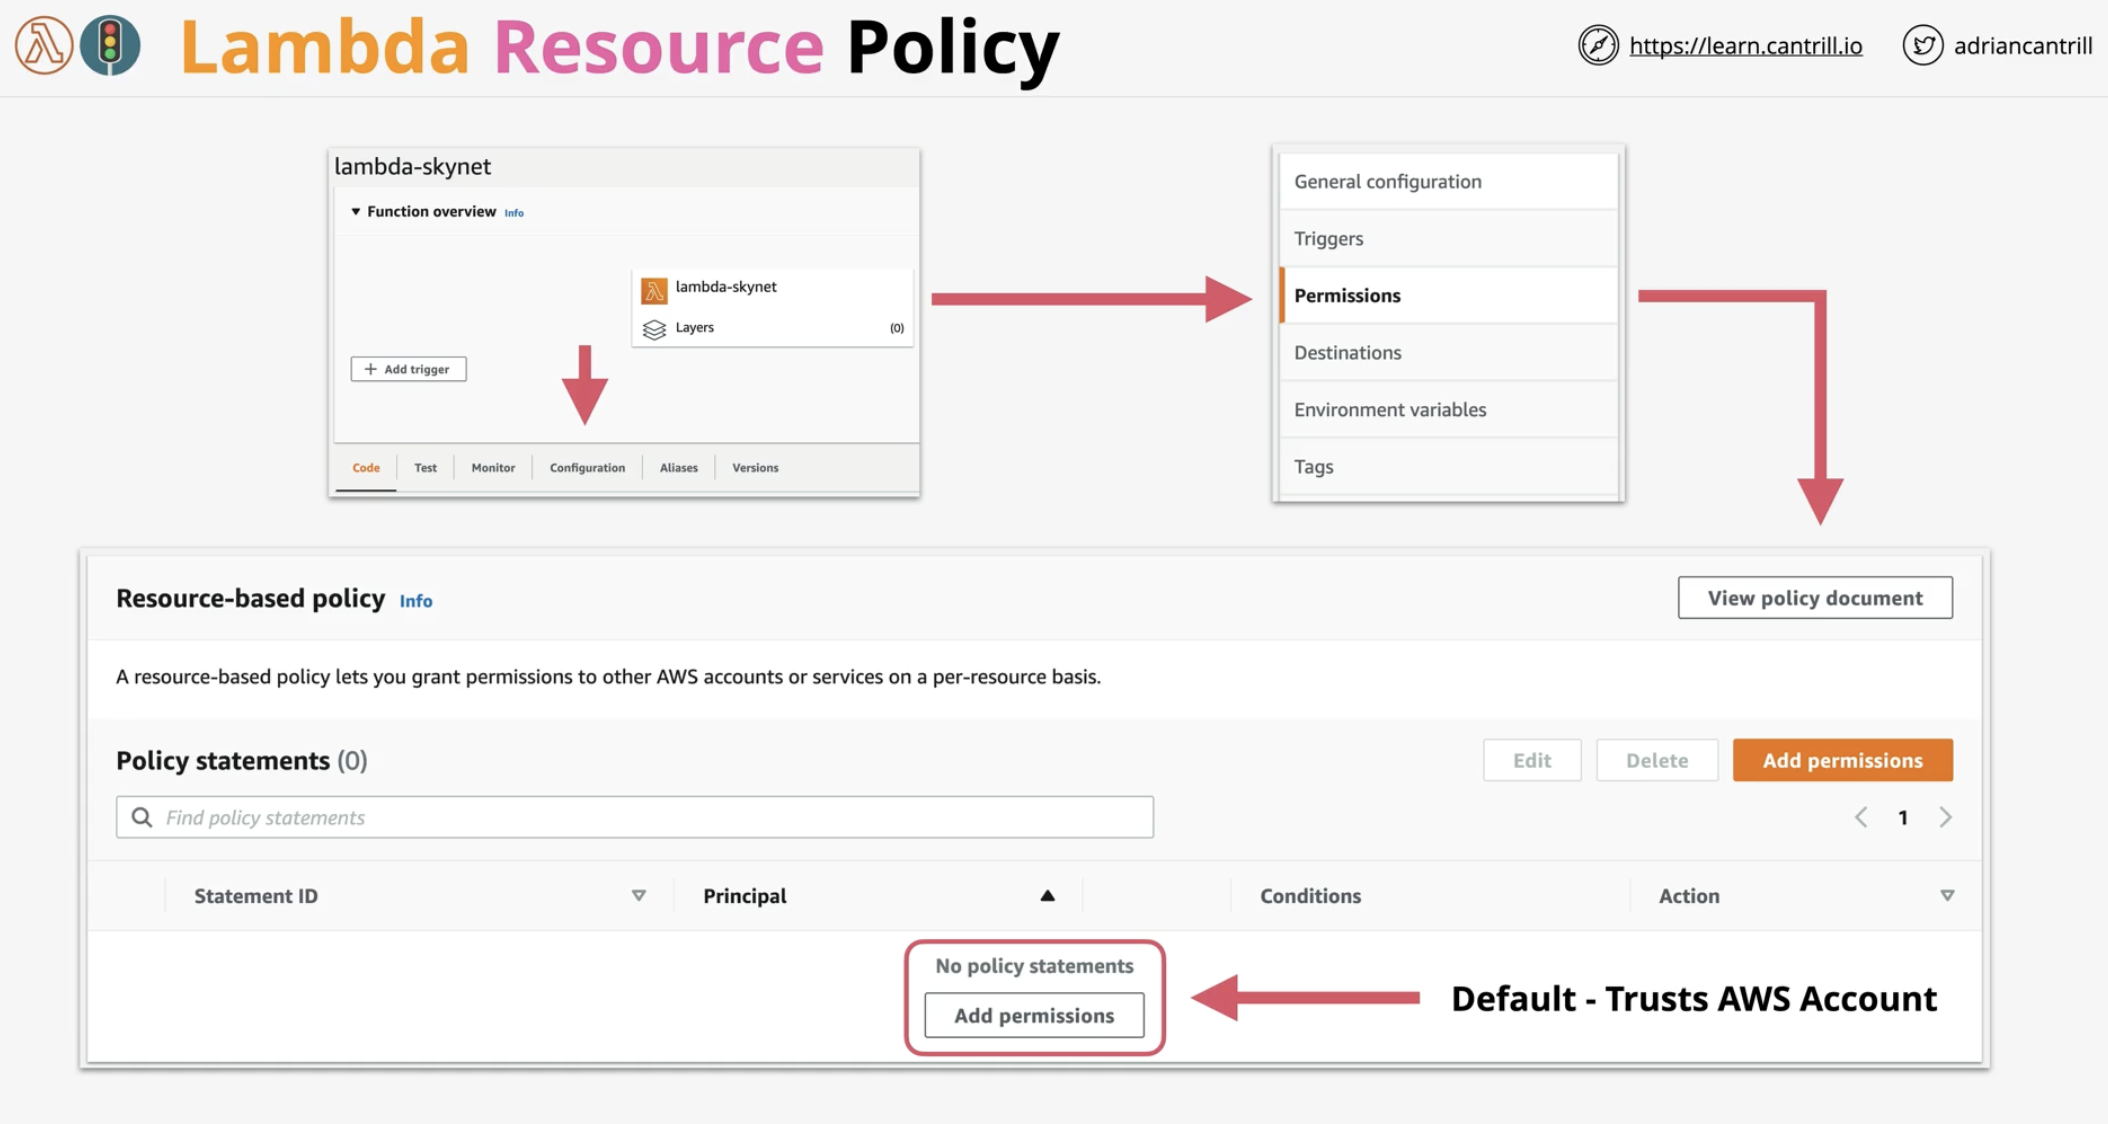 Lambda Resource Policy
https://learn.cantrill.io
adriancantrill
lambda-skynet
Function overview Info
lambda-skynet
Layers (0)
+ Add trigger
Code Test Monitor Configuration Aliases Versions
General configuration
Triggers
Permissions
Destinations
Environment variables
Tags
Resource-based policy Info
View policy document
A resource-based policy lets you grant permissions to other AWS accounts or services on a per-resource basis.
Policy statements (0)
Edit Delete Add permissions
Find policy statements
1
Statement ID Principal Conditions Action
No policy statements
Add permissions
Default - Trusts AWS Account